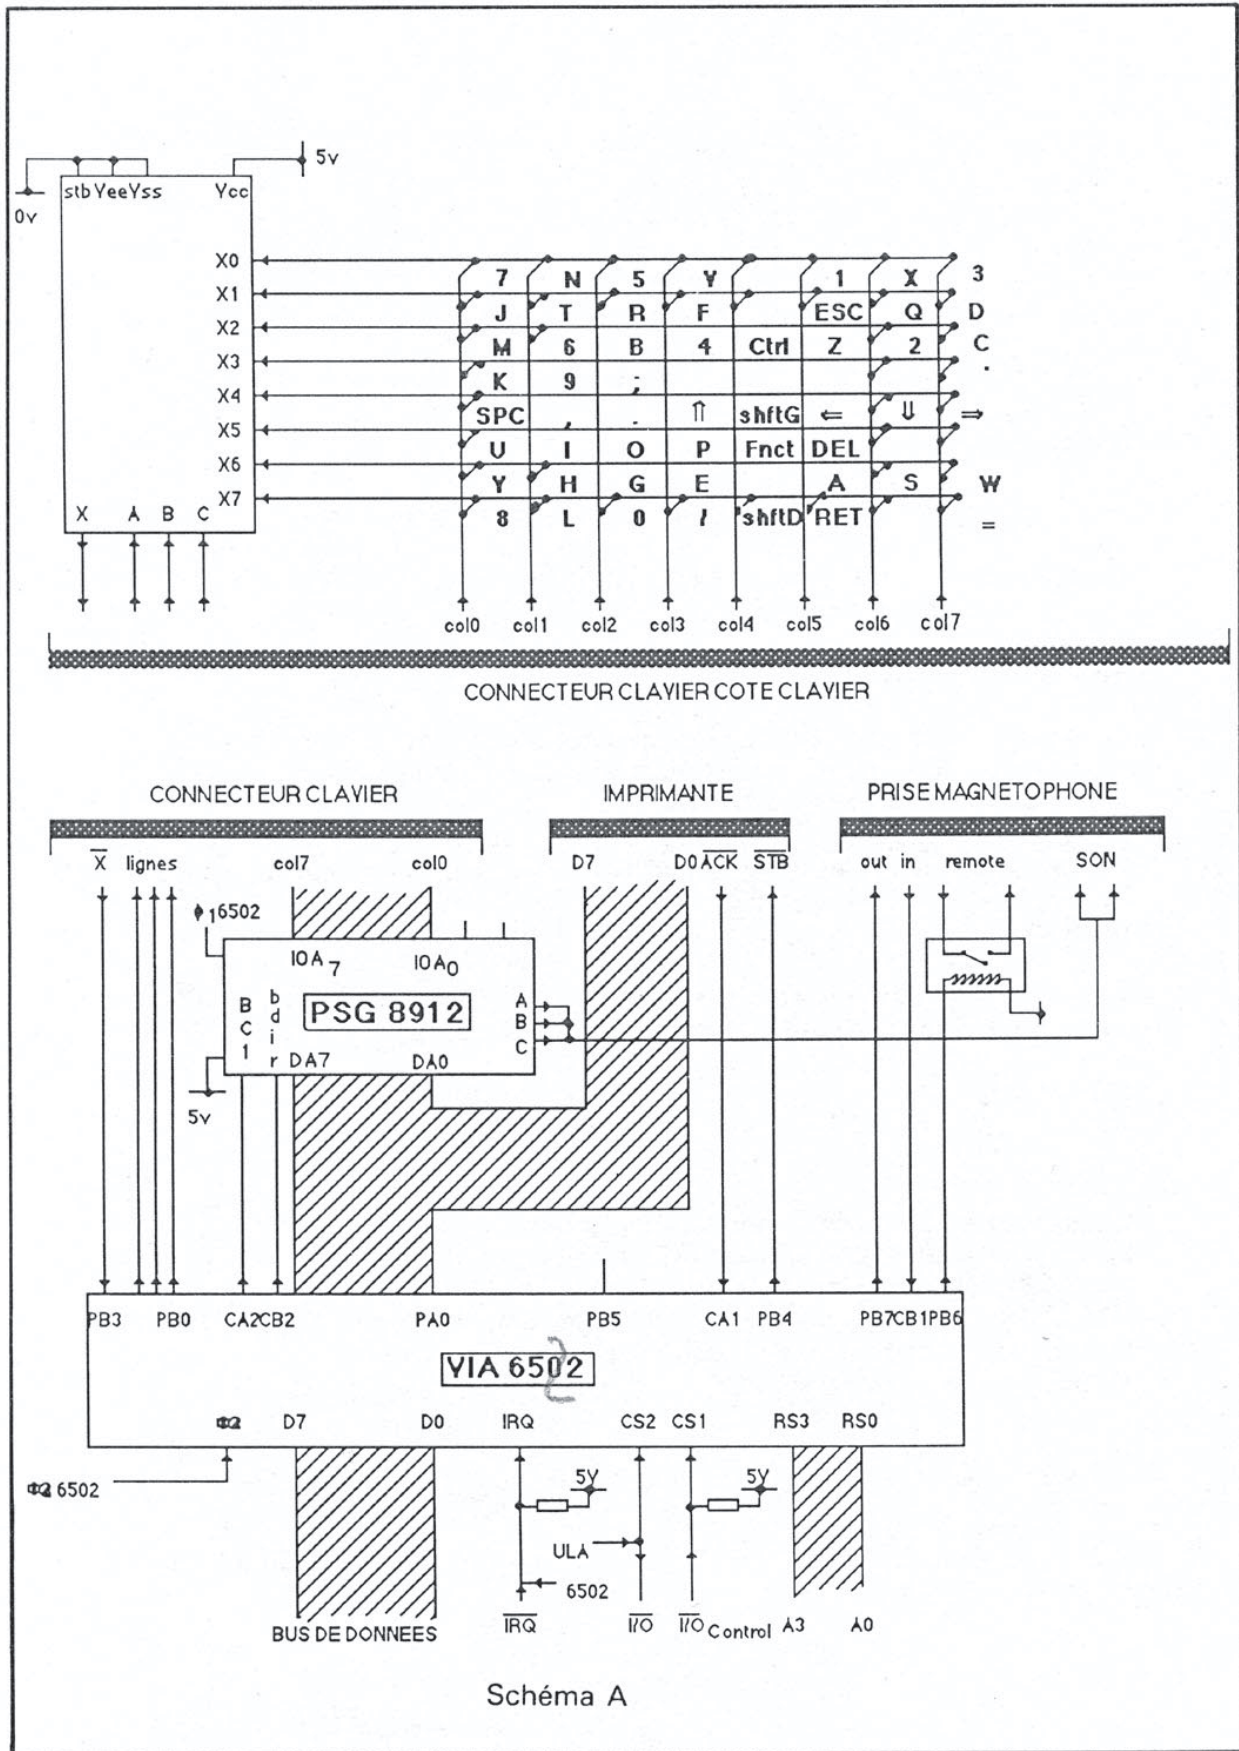 5v
stb Vee Vss Vcc
0v
X0
7 N 5 V 1 X 3
X1
J T R F ESC Q D
X2
M 6 B 4 Ctrl Z 2 C
X3
K 9 ; .
X4
SPC , . ⇑ shftG ⇐ ⇓ ⇒
X5
U I O P Fnct DEL
X6
Y H G E A S W
X7
8 L 0 / shftD RET =
X A B C
col0 col1 col2 col3 col4 col5 col6 col7
CONNECTEUR CLAVIER COTE CLAVIER
CONNECTEUR CLAVIER IMPRIMANTE PRISE MAGNETOPHONE
X̅ lignes col7 col0 D7 D0 A̅C̅K̅ S̅T̅B̅ out in remote SON
ϕ1 6502
IOA7 IOA0
BC1 bdir PSG 8912 A B C
DA7 DA0
5v
PB3 PB0 CA2 CB2 PA0 PB5 CA1 PB4 PB7 CB1 PB6
VIA 6502
Φ2 D7 D0 IRQ CS2 CS1 RS3 RS0
5V 5V
Φ2 6502
ULA
6502
BUS DE DONNEES I̅R̅Q̅ I̅/̅O̅ I̅/̅O̅ Control A3 A0
Schéma A